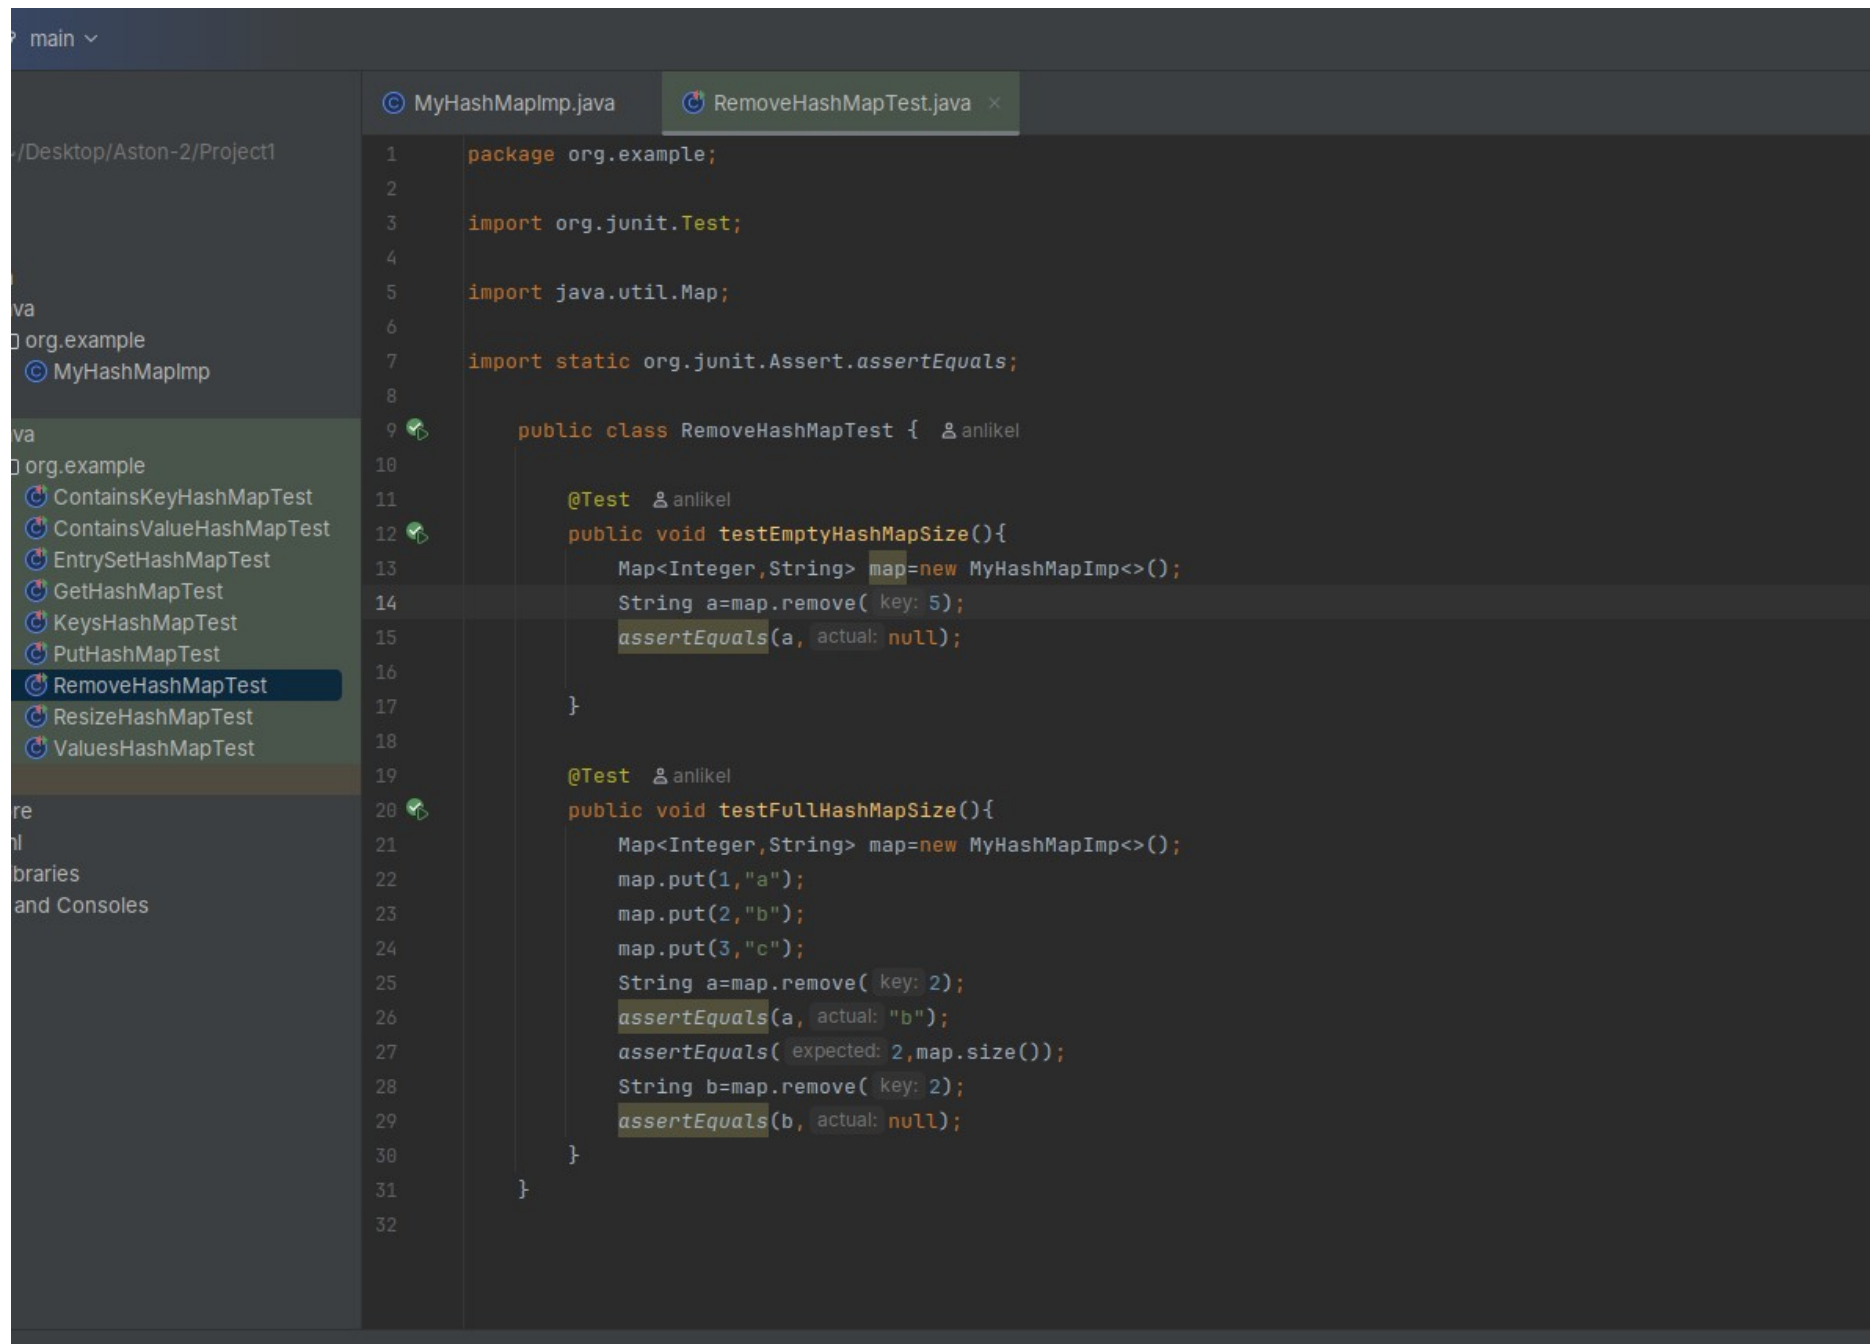 main
/Desktop/Aston-2/Project1
va
org.example
MyHashMapImp
va
org.example
ContainsKeyHashMapTest
ContainsValueHashMapTest
EntrySetHashMapTest
GetHashMapTest
KeysHashMapTest
PutHashMapTest
RemoveHashMapTest
ResizeHashMapTest
ValuesHashMapTest
re
braries
and Consoles
MyHashMapImp.java RemoveHashMapTest.java ×
1 package org.example;
2
3 import org.junit.Test;
4
5 import java.util.Map;
6
7 import static org.junit.Assert.assertEquals;
8
9 public class RemoveHashMapTest { anlikel
10
11 @Test anlikel
12 public void testEmptyHashMapSize(){
13 Map<Integer,String> map=new MyHashMapImp<>();
14 String a=map.remove( key: 5);
15 assertEquals(a, actual: null);
16
17 }
18
19 @Test anlikel
20 public void testFullHashMapSize(){
21 Map<Integer,String> map=new MyHashMapImp<>();
22 map.put(1,"a");
23 map.put(2,"b");
24 map.put(3,"c");
25 String a=map.remove( key: 2);
26 assertEquals(a, actual: "b");
27 assertEquals( expected: 2,map.size());
28 String b=map.remove( key: 2);
29 assertEquals(b, actual: null);
30 }
31 }
32